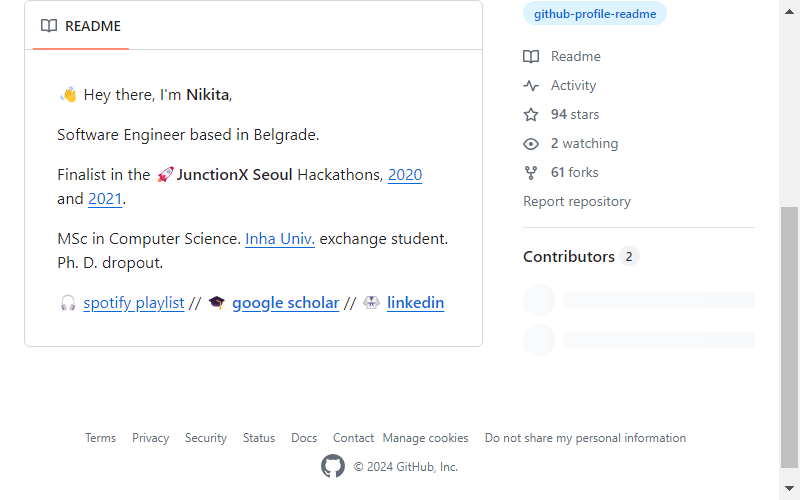 README
👋 Hey there, I'm Nikita,
Software Engineer based in Belgrade.
Finalist in the 🚀 JunctionX Seoul Hackathons, 2020
and 2021.
MSc in Computer Science. Inha Univ. exchange student.
Ph. D. dropout.
🎧 spotify playlist // 🎓 google scholar // 🥋 linkedin
github-profile-readme
Readme
Activity
94 stars
2 watching
61 forks
Report repository
Contributors 2
Terms Privacy Security Status Docs Contact Manage cookies Do not share my personal information
© 2024 GitHub, Inc.